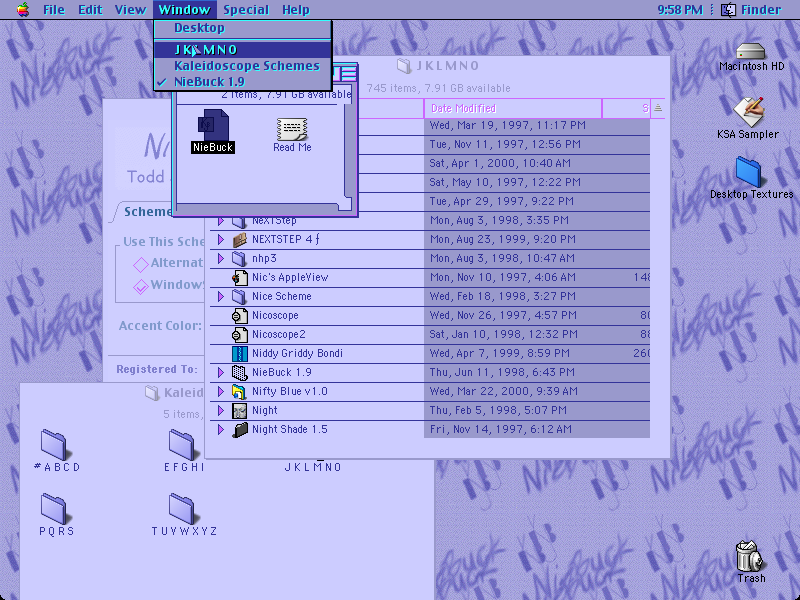 File Edit View Window Special Help 9:58 PM Finder
Desktop
J K L M N O
Kaleidoscope Schemes
✓ NieBuck 1.9
J K L M N O
745 items, 7.91 GB available
2 items, 7.91 GB available
NieBuck
Read Me
Date Modified S
Wed, Mar 19, 1997, 11:17 PM
Tue, Nov 11, 1997, 12:56 PM
Sat, Apr 1, 2000, 10:40 AM
Sat, May 10, 1997, 12:22 PM
Tue, Apr 29, 1997, 9:22 PM
NeXTStep Mon, Aug 3, 1998, 3:35 PM
NEXTSTEP 4 ƒ Mon, Aug 23, 1999, 9:20 PM
nhp3 Mon, Aug 3, 1998, 10:47 AM
Nic's AppleView Mon, Nov 10, 1997, 4:06 AM 148
Nice Scheme Wed, Feb 18, 1998, 3:27 PM
Nicoscope Wed, Nov 26, 1997, 4:57 PM 80
Nicoscope2 Sat, Jan 10, 1998, 12:32 PM 88
Niddy Griddy Bondi Wed, Apr 7, 1999, 8:59 PM 260
NieBuck 1.9 Thu, Jun 11, 1998, 6:43 PM
Nifty Blue v1.0 Wed, Mar 22, 2000, 9:39 AM
Night Thu, Feb 5, 1998, 5:07 PM
Night Shade 1.5 Fri, Nov 14, 1997, 6:12 AM
Ni
Todd
Scheme
Use This Sche
Alternat
Window
Accent Color:
Registered To:
Kaleid
5 items,
#ABCD
EFGHI
JKLMNO
PQRS
TUYWXYZ
Macintosh HD
KSA Sampler
Desktop Textures
Trash